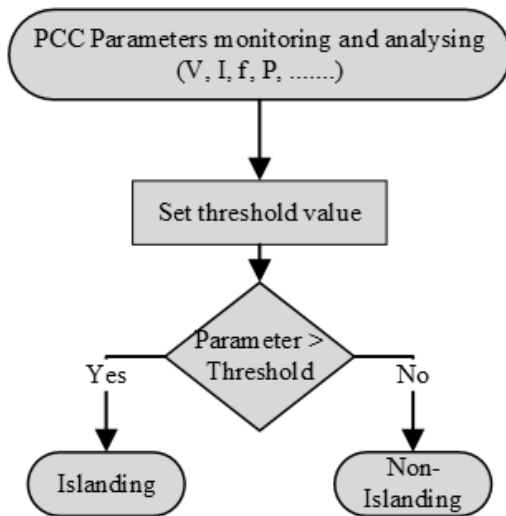 PCC Parameters monitoring and analysing
(V, I, f, P, .......)
Set threshold value
Parameter >
Threshold
Yes
No
Islanding
Non-
Islanding